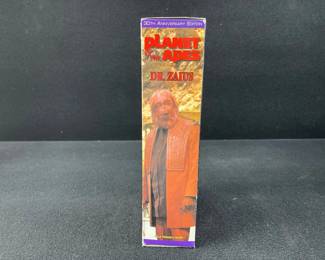 30TH ANNIVERSARY EDITION
PLANET
OF THE
APES
DR. ZAIUS